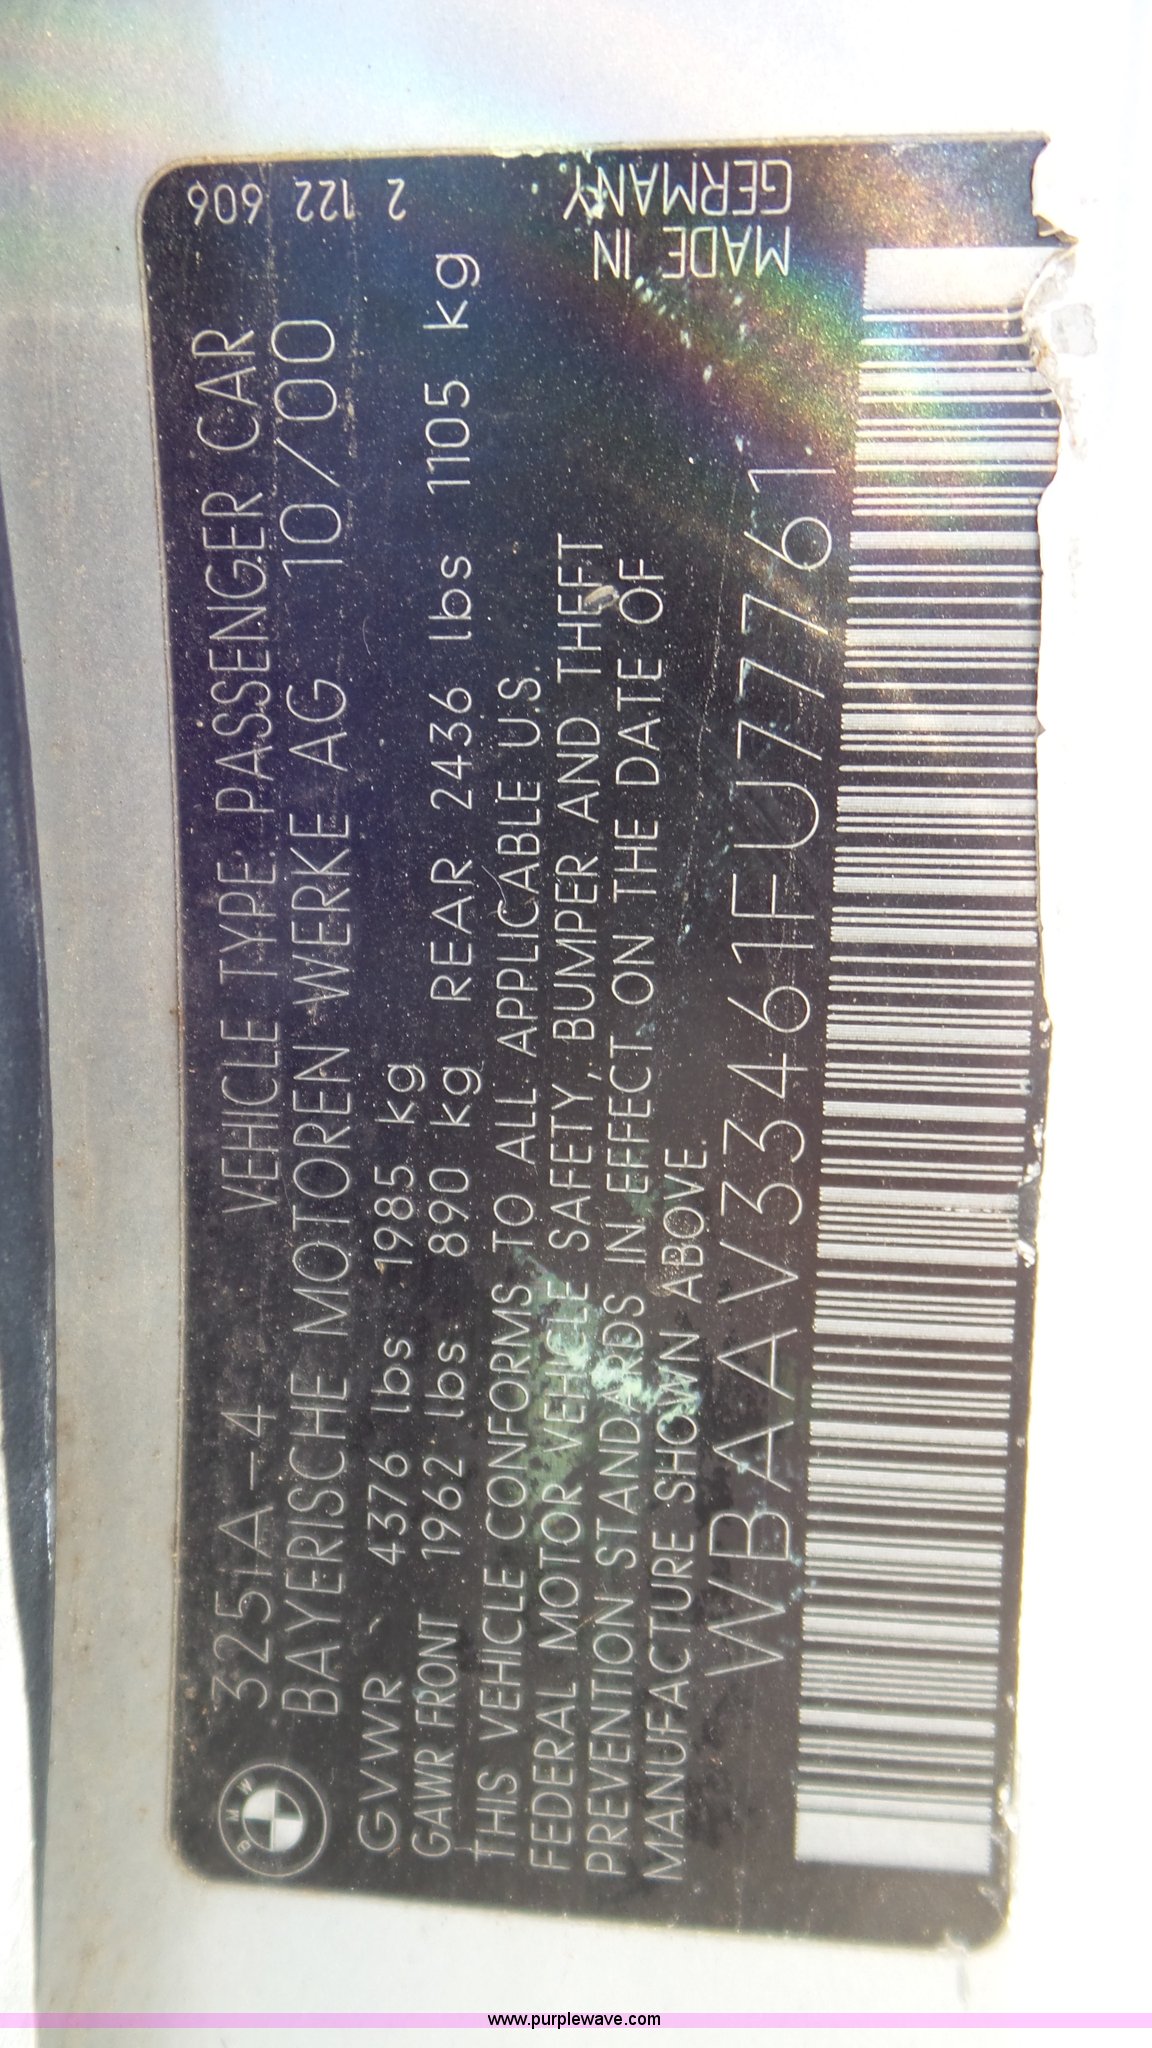 BMW
325IA-4 VEHICLE TYPE: PASSENGER CAR
BAYERISCHE MOTOREN WERKE AG 10/00
GVWR 4376 lbs 1985 kg
GAWR FRONT 1962 lbs 890 kg REAR 2436 lbs 1105 kg
THIS VEHICLE CONFORMS TO ALL APPLICABLE U.S.
FEDERAL MOTOR VEHICLE SAFETY, BUMPER AND THEFT
PREVENTION STANDARDS IN EFFECT ON THE DATE OF
MANUFACTURE SHOWN ABOVE.
WBAAV33461FU77761
2 122 606
MADE IN
GERMANY
www.purplewave.com